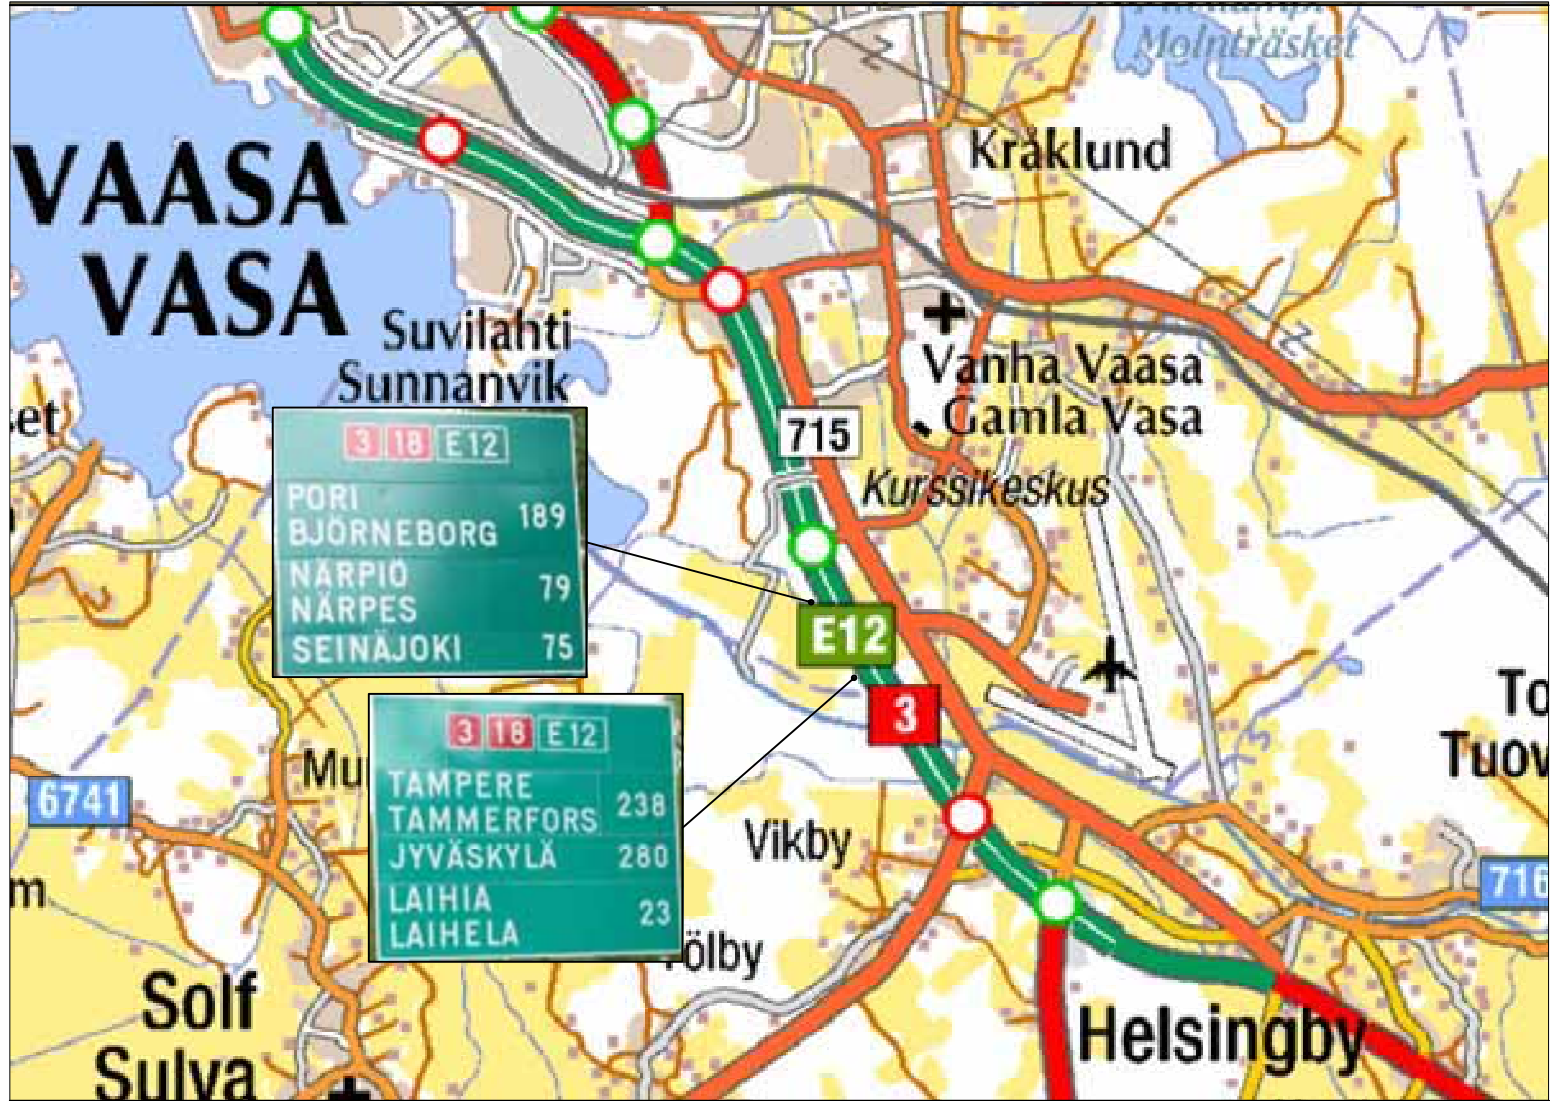 Molnträsket
VAASA
VASA
Kråklund
Suvilahti
Sunnanvik
Vanha Vaasa
Gamla Vasa
715
Kurssikeskus
3 18 E12
PORI
BJÖRNEBORG 189
NÄRPIÖ
NÄRPES 79
SEINÄJOKI 75
E12
3
3 18 E12
TAMPERE
TAMMERFORS 238
JYVÄSKYLÄ 280
LAIHIA
LAIHELA 23
6741
Mu
To
Tuov
Vikby
716
ölby
Solf
Sulva
Helsingby
et
m